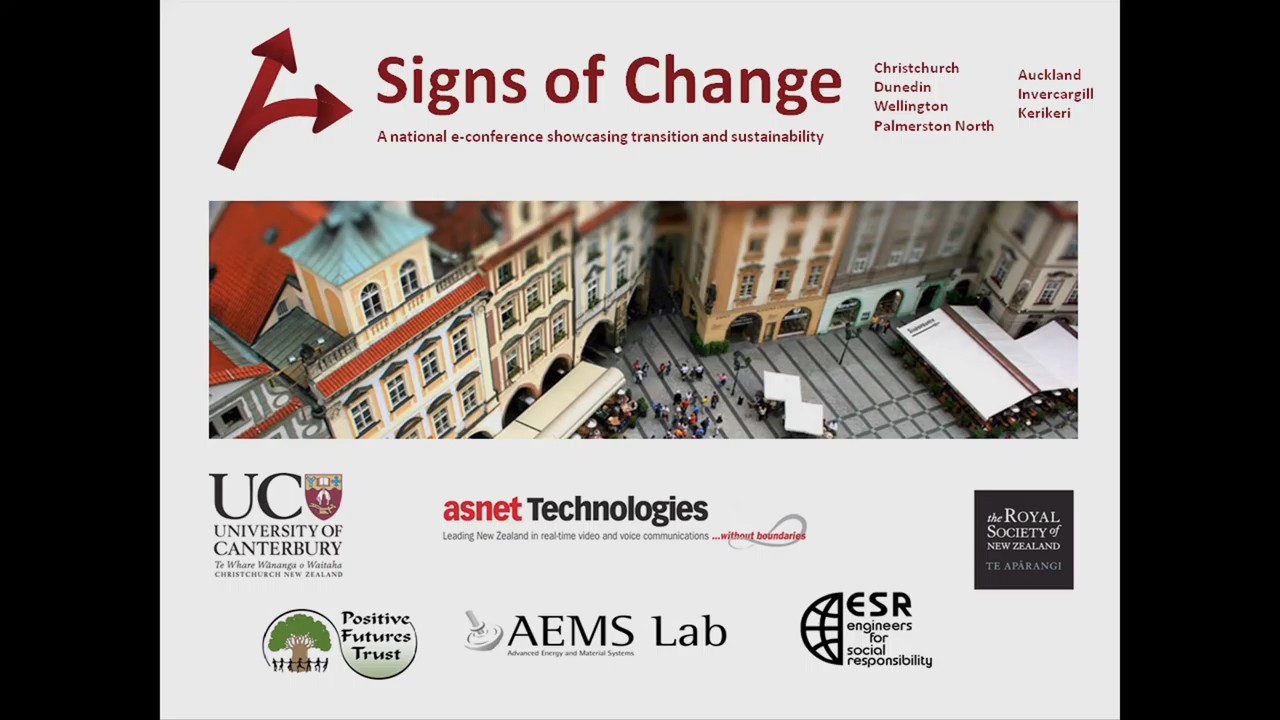 Signs of Change
A national e-conference showcasing transition and sustainability
Christchurch
Dunedin
Wellington
Palmerston North
Auckland
Invercargill
Kerikeri
UC
UNIVERSITY OF
CANTERBURY
Te Whare Wānanga o Waitaha
CHRISTCHURCH NEW ZEALAND
asnet Technologies
Leading New Zealand in real-time video and voice communications ...without boundaries
the ROYAL
SOCIETY of
NEW ZEALAND
TE APĀRANGI
Positive
Futures
Trust
AEMS Lab
Advanced Energy and Material Systems
ESR
engineers
for
social
responsibility